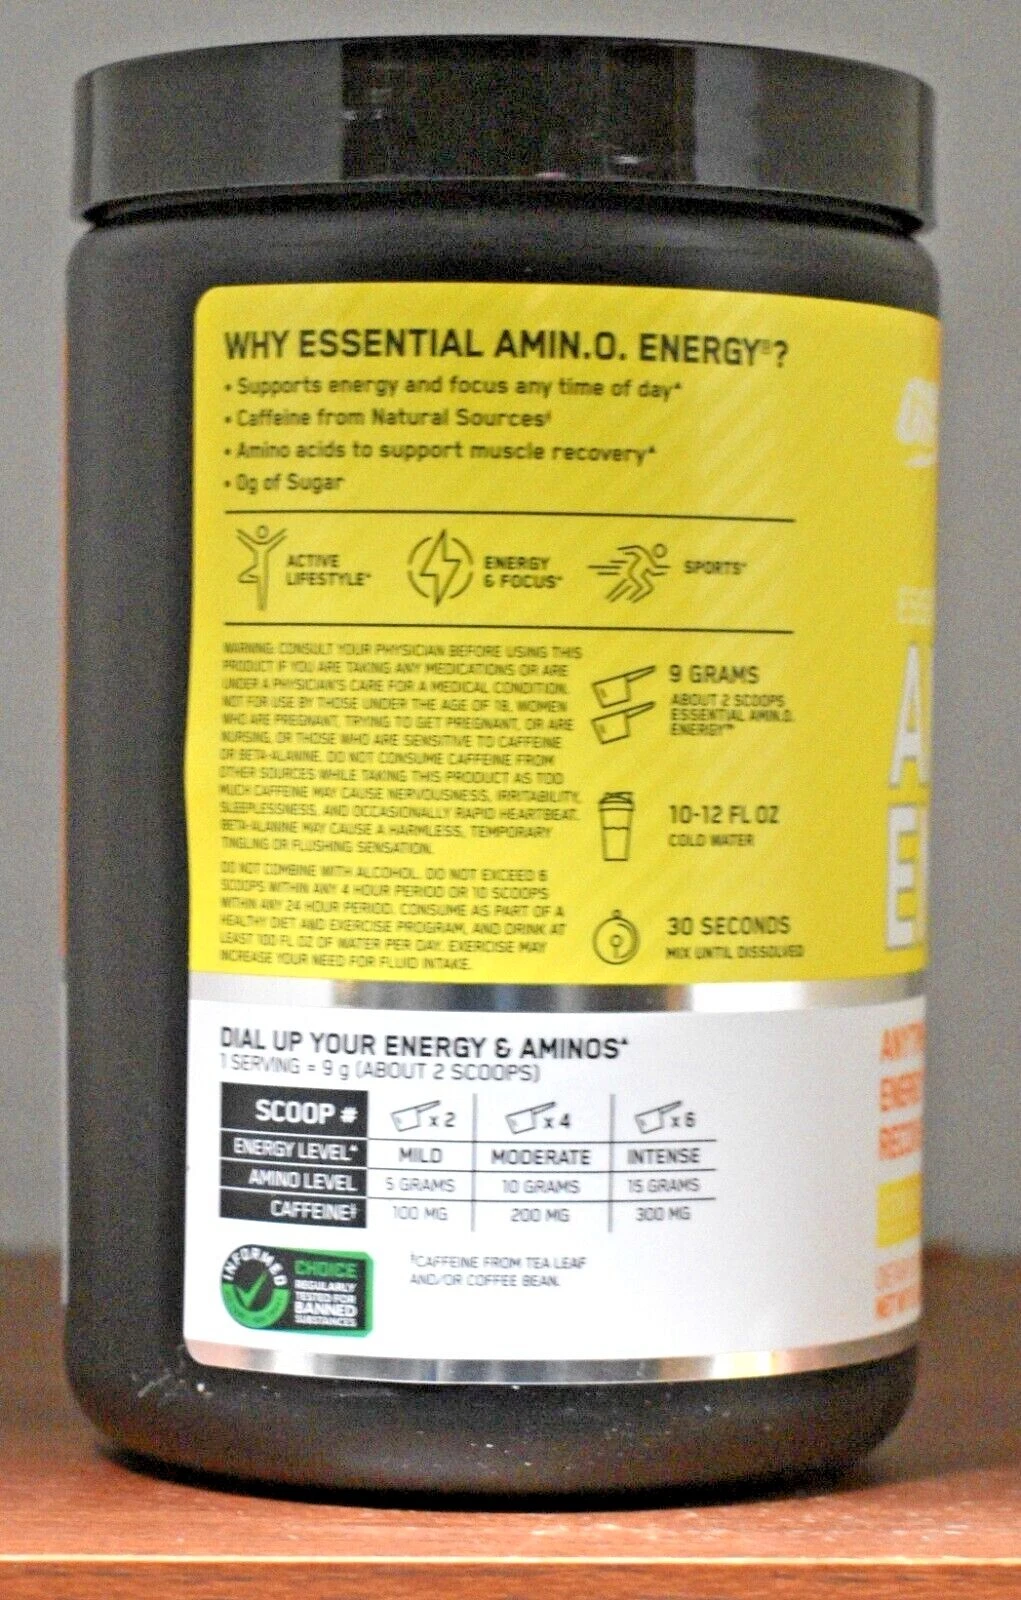 WHY ESSENTIAL AMIN.O. ENERGY®?
• Supports energy and focus any time of day^
• Caffeine from Natural Sources‡
• Amino acids to support muscle recovery^
• 0g of Sugar
ACTIVE
LIFESTYLE^
ENERGY
& FOCUS^
SPORTS^
WARNING: CONSULT YOUR PHYSICIAN BEFORE USING THIS
PRODUCT IF YOU ARE TAKING ANY MEDICATIONS OR ARE
UNDER A PHYSICIAN'S CARE FOR A MEDICAL CONDITION.
NOT FOR USE BY THOSE UNDER THE AGE OF 18, WOMEN
WHO ARE PREGNANT, TRYING TO GET PREGNANT, OR ARE
NURSING, OR THOSE WHO ARE SENSITIVE TO CAFFEINE
OR BETA-ALANINE. DO NOT CONSUME CAFFEINE FROM
OTHER SOURCES WHILE TAKING THIS PRODUCT AS TOO
MUCH CAFFEINE MAY CAUSE NERVOUSNESS, IRRITABILITY,
SLEEPLESSNESS, AND OCCASIONALLY RAPID HEARTBEAT.
BETA-ALANINE MAY CAUSE A HARMLESS, TEMPORARY
TINGLING OR FLUSHING SENSATION.
DO NOT COMBINE WITH ALCOHOL. DO NOT EXCEED 6
SCOOPS WITHIN ANY 4 HOUR PERIOD OR 10 SCOOPS
WITHIN ANY 24 HOUR PERIOD. CONSUME AS PART OF A
HEALTHY DIET AND EXERCISE PROGRAM, AND DRINK AT
LEAST 100 FL OZ OF WATER PER DAY. EXERCISE MAY
INCREASE YOUR NEED FOR FLUID INTAKE.
9 GRAMS
ABOUT 2 SCOOPS
ESSENTIAL AMIN.O.
ENERGY™
10-12 FL OZ
COLD WATER
30 SECONDS
MIX UNTIL DISSOLVED
DIAL UP YOUR ENERGY & AMINOS^
1 SERVING = 9 g (ABOUT 2 SCOOPS)
SCOOP # x 2 x 4 x 6
ENERGY LEVEL^ MILD MODERATE INTENSE
AMINO LEVEL 5 GRAMS 10 GRAMS 15 GRAMS
CAFFEINE‡ 100 MG 200 MG 300 MG
INFORMED
CHOICE
REGULARLY
TESTED FOR
BANNED
SUBSTANCES
‡CAFFEINE FROM TEA LEAF
AND/OR COFFEE BEAN.